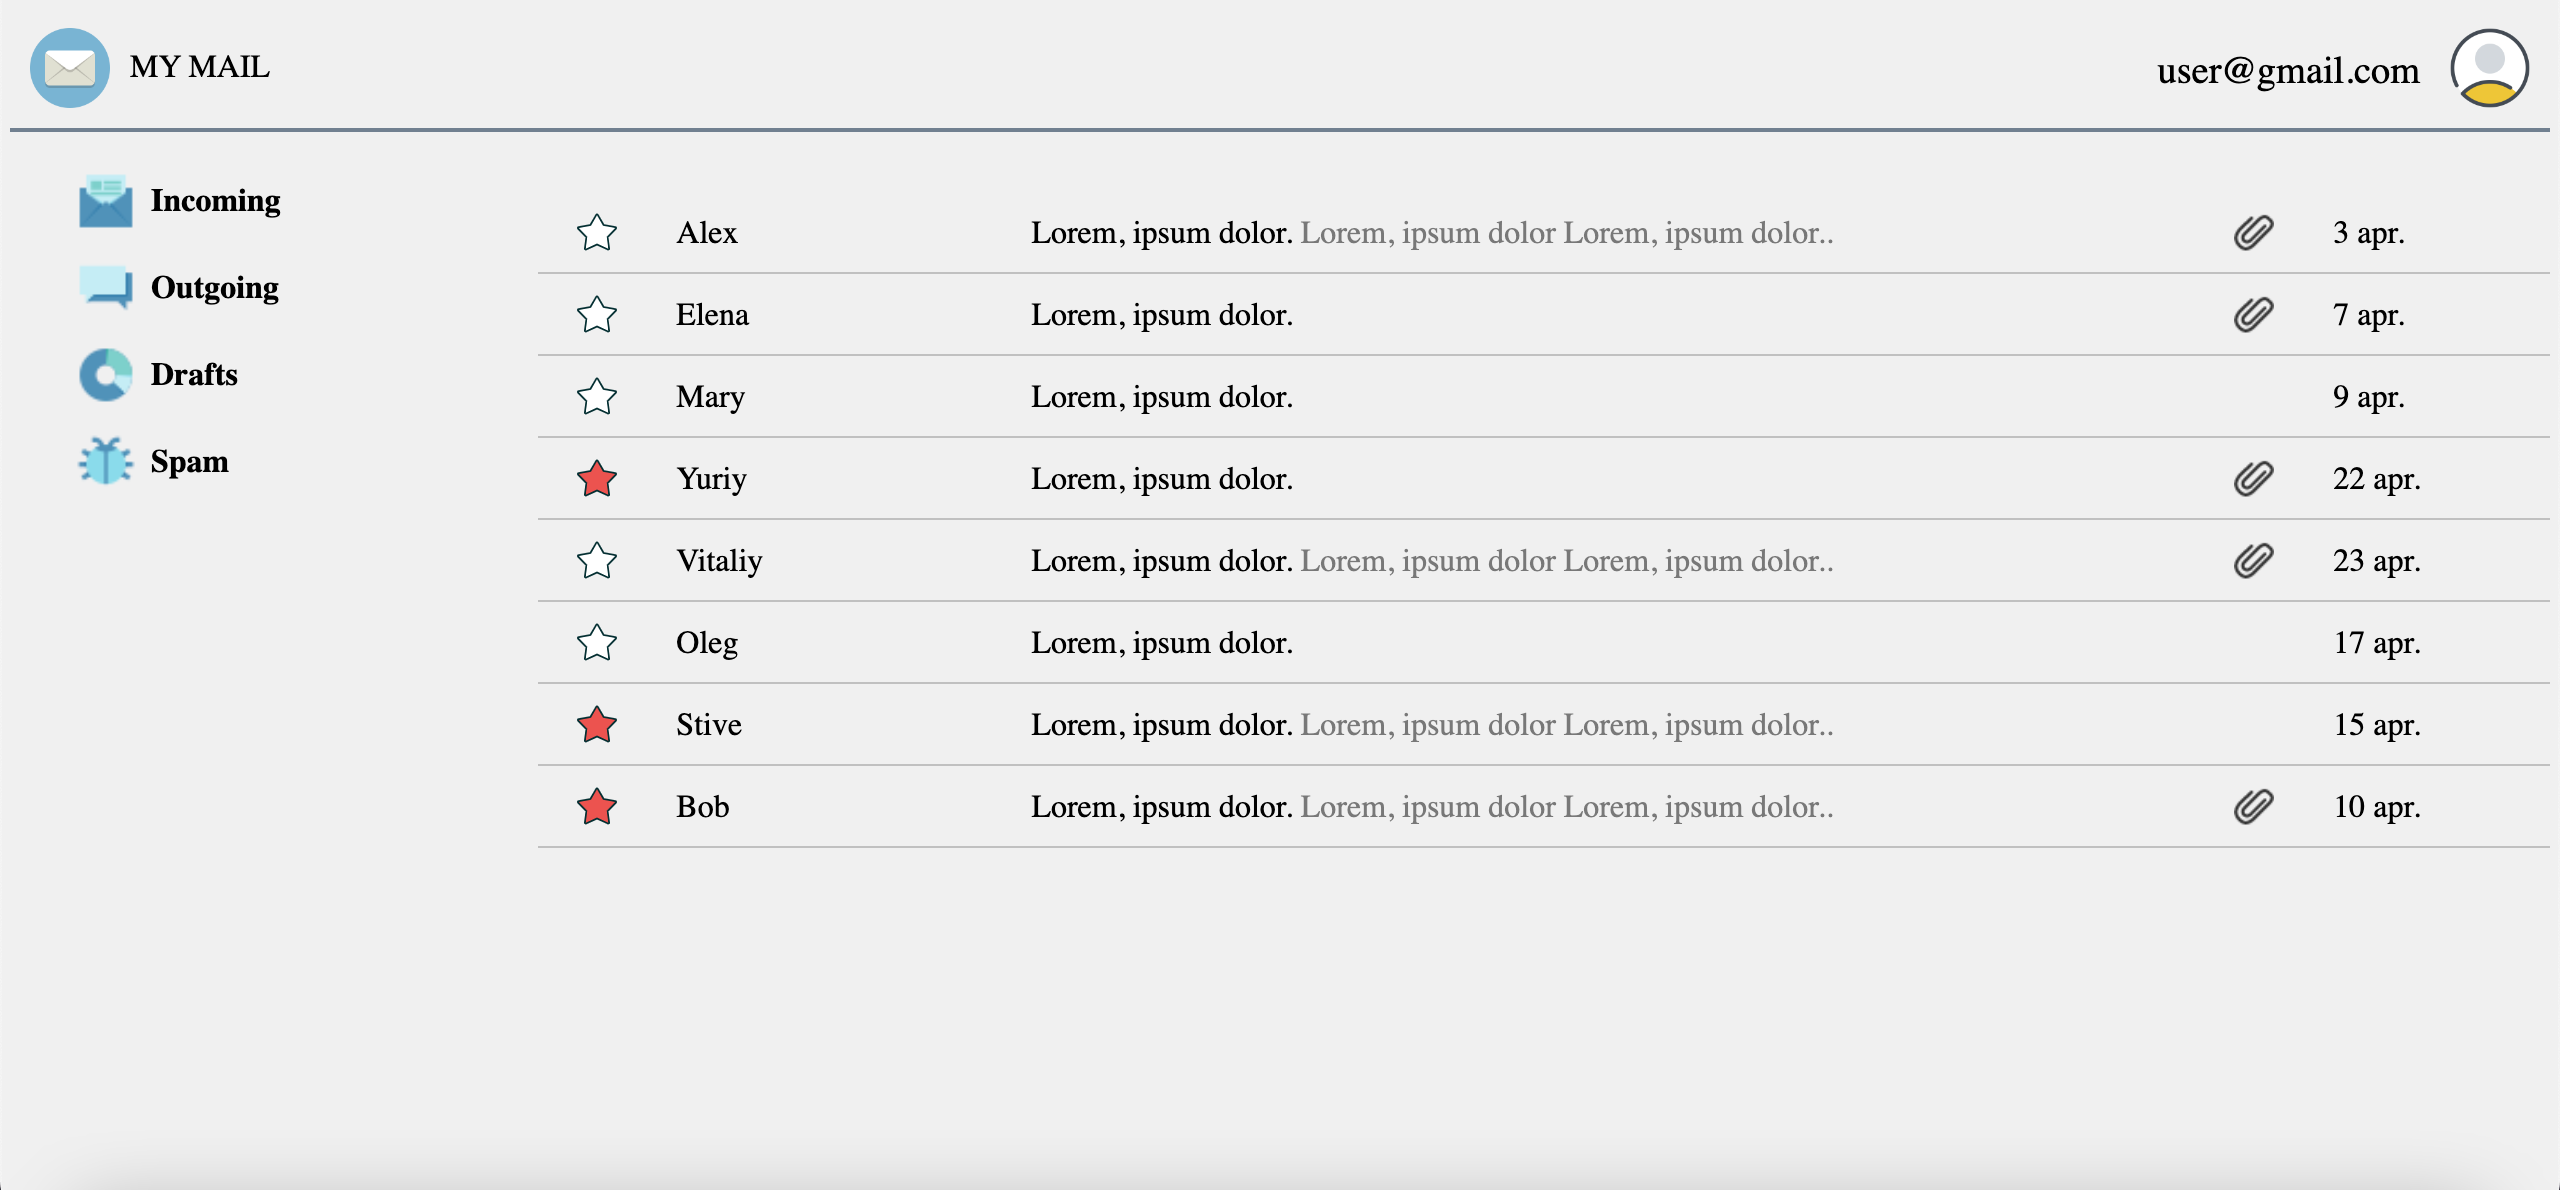 MY MAIL
user@gmail.com
Incoming
Outgoing
Drafts
Spam
Alex Lorem, ipsum dolor. Lorem, ipsum dolor Lorem, ipsum dolor.. 3 apr.
Elena Lorem, ipsum dolor. 7 apr.
Mary Lorem, ipsum dolor. 9 apr.
Yuriy Lorem, ipsum dolor. 22 apr.
Vitaliy Lorem, ipsum dolor. Lorem, ipsum dolor Lorem, ipsum dolor.. 23 apr.
Oleg Lorem, ipsum dolor. 17 apr.
Stive Lorem, ipsum dolor. Lorem, ipsum dolor Lorem, ipsum dolor.. 15 apr.
Bob Lorem, ipsum dolor. Lorem, ipsum dolor Lorem, ipsum dolor.. 10 apr.